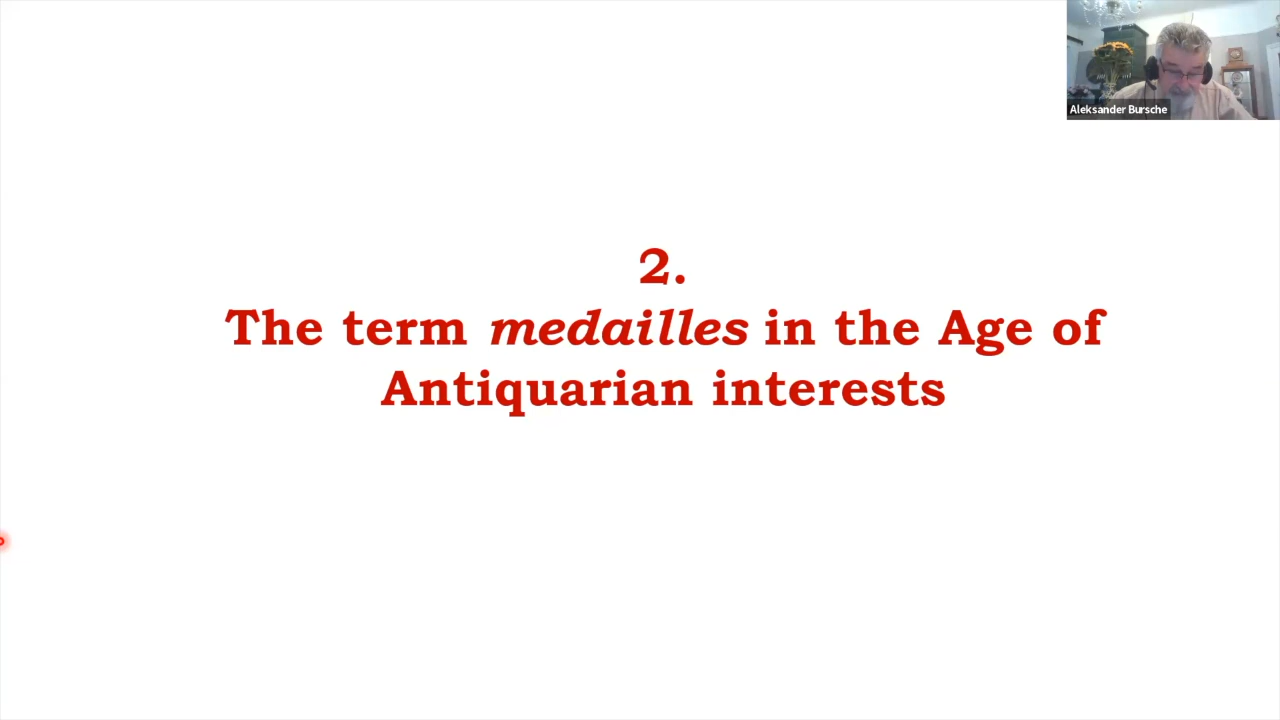 Aleksander Bursche
2.
The term medailles in the Age of
Antiquarian interests